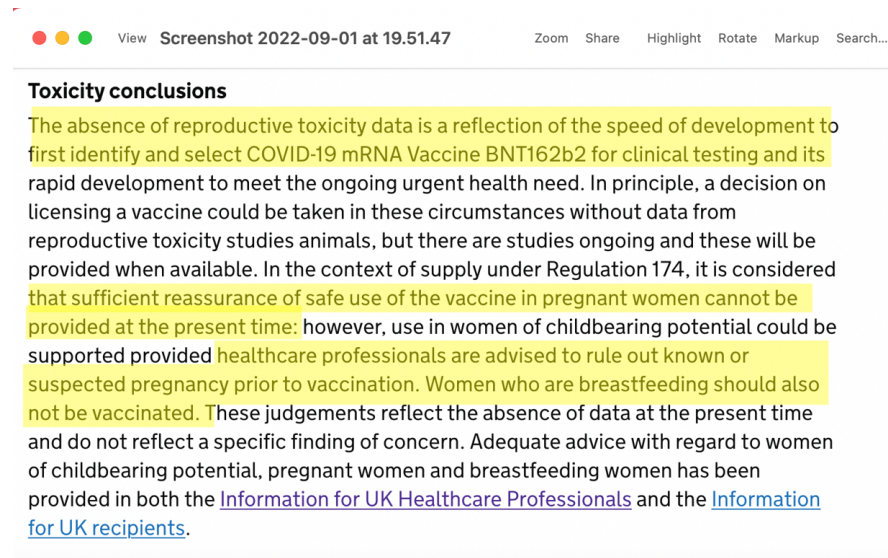 View Screenshot 2022-09-01 at 19.51.47 Zoom Share Highlight Rotate Markup Search...
Toxicity conclusions
The absence of reproductive toxicity data is a reflection of the speed of development to
first identify and select COVID-19 mRNA Vaccine BNT162b2 for clinical testing and its
rapid development to meet the ongoing urgent health need. In principle, a decision on
licensing a vaccine could be taken in these circumstances without data from
reproductive toxicity studies animals, but there are studies ongoing and these will be
provided when available. In the context of supply under Regulation 174, it is considered
that sufficient reassurance of safe use of the vaccine in pregnant women cannot be
provided at the present time: however, use in women of childbearing potential could be
supported provided healthcare professionals are advised to rule out known or
suspected pregnancy prior to vaccination. Women who are breastfeeding should also
not be vaccinated. These judgements reflect the absence of data at the present time
and do not reflect a specific finding of concern. Adequate advice with regard to women
of childbearing potential, pregnant women and breastfeeding women has been
provided in both the Information for UK Healthcare Professionals and the Information
for UK recipients.